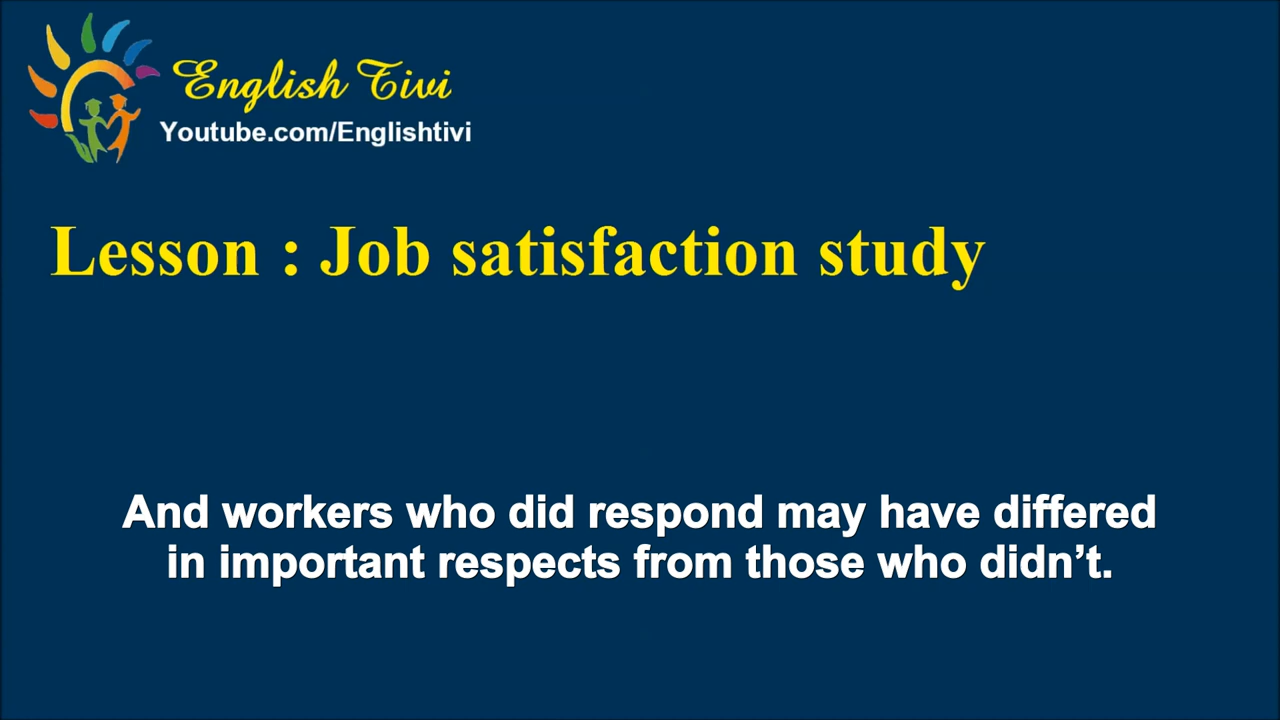 English Tivi
Youtube.com/Englishtivi
Lesson : Job satisfaction study
And workers who did respond may have differed
in important respects from those who didn’t.